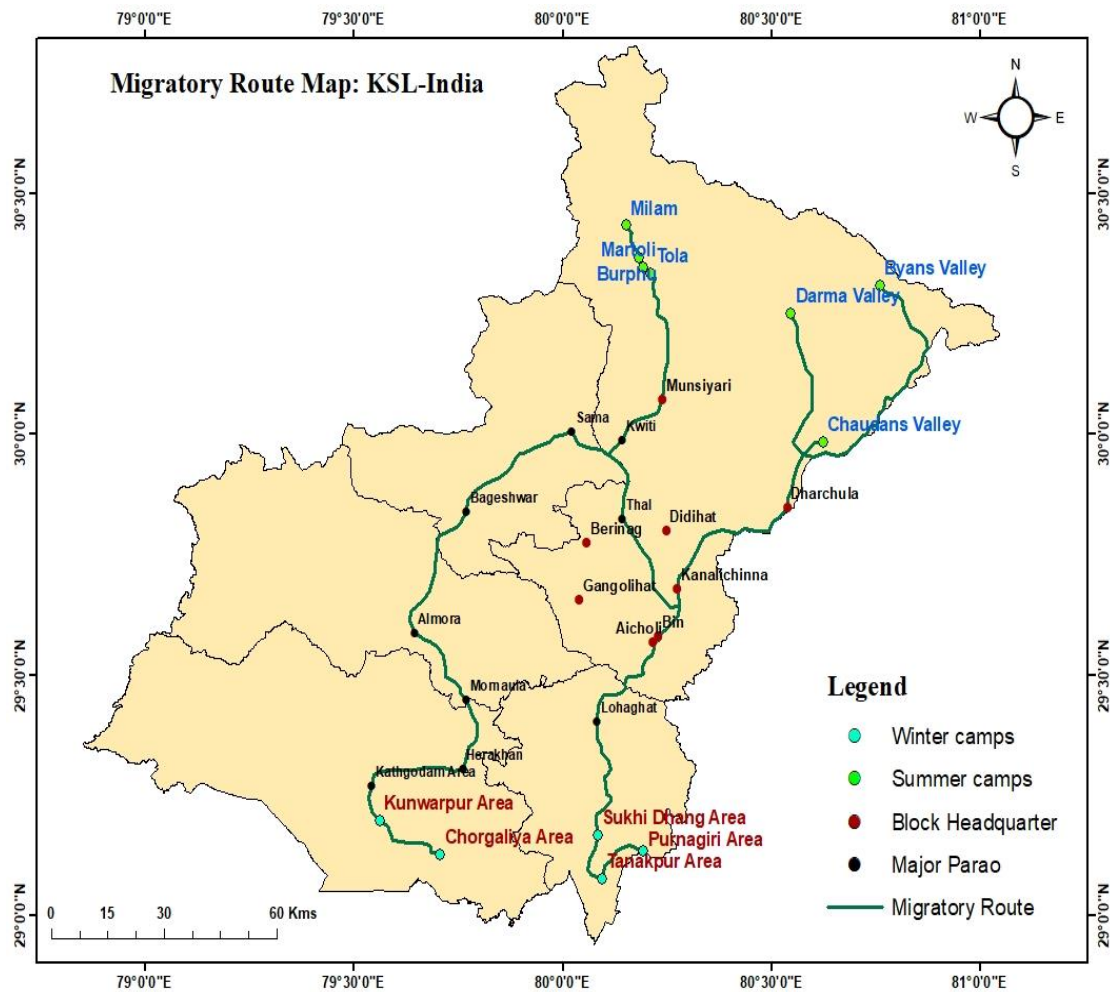 79°0'0"E 79°30'0"E 80°0'0"E 80°30'0"E 81°0'0"E
Migratory Route Map: KSL-India
N
W E
S
30°30'0"N 30°30'0"N
Milam
Martoli Tola
Burphu
Byans Valley
Darma Valley
Munsiyari
Sama
Kwiti
Chaudans Valley
30°0'0"N 30°0'0"N
Bageshwar
Thal
Dharchula
Didihat
Berinag
Kanalichinna
Gangolihat
Almora
Aicholi Bin
29°30'0"N 29°30'0"N
Mornaula
Lohaghat
Herakhan
Kathgodam Area
Kunwarpur Area
Chorgaliya Area
Sukhi Dhang Area
Purnagiri Area
Tanakpur Area
Legend
Winter camps
Summer camps
Block Headquarter
Major Parao
Migratory Route
29°0'0"N 29°0'0"N
0 15 30 60 Kms
79°0'0"E 79°30'0"E 80°0'0"E 80°30'0"E 81°0'0"E